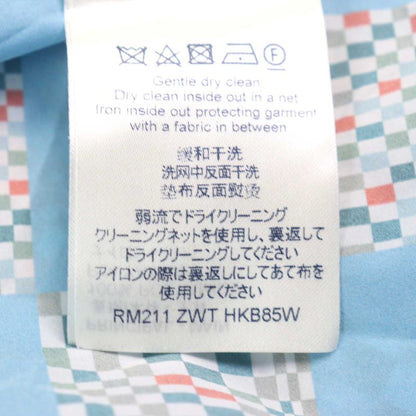 F
Gentle dry clean
Dry clean inside out in a net
Iron inside out protecting garment
with a fabric in between
缓和干洗
洗网中反面干洗
垫布反面熨烫
弱流でドライクリーニング
クリーニングネットを使用し、裏返して
ドライクリーニングしてください
アイロンの際は裏返しにしてあて布を
使用してください
RM211 ZWT HKB85W